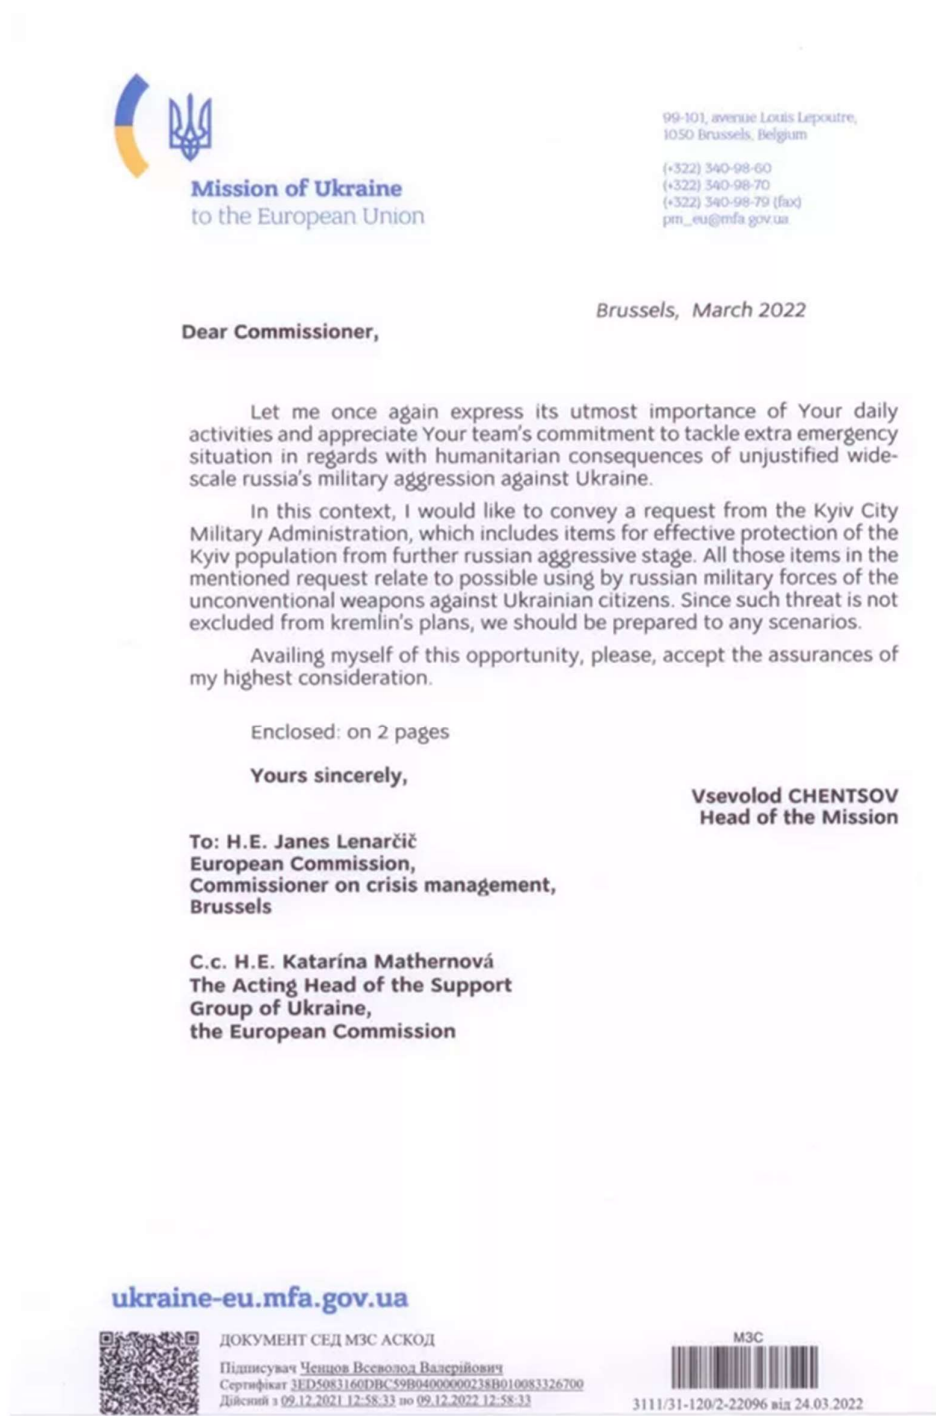 Mission of Ukraine
to the European Union
99-101, avenue Louis Lepoutre,
1050 Brussels, Belgium
(+322) 340-98-60
(+322) 340-98-70
(+322) 340-98-79 (fax)
pm_eu@mfa.gov.ua
Brussels, March 2022
Dear Commissioner,
Let me once again express its utmost importance of Your daily
activities and appreciate Your team's commitment to tackle extra emergency
situation in regards with humanitarian consequences of unjustified wide-
scale russia's military aggression against Ukraine.
In this context, I would like to convey a request from the Kyiv City
Military Administration, which includes items for effective protection of the
Kyiv population from further russian aggressive stage. All those items in the
mentioned request relate to possible using by russian military forces of the
unconventional weapons against Ukrainian citizens. Since such threat is not
excluded from kremlin's plans, we should be prepared to any scenarios.
Availing myself of this opportunity, please, accept the assurances of
my highest consideration.
Enclosed: on 2 pages
Yours sincerely,
Vsevolod CHENTSOV
Head of the Mission
To: H.E. Janes Lenarčič
European Commission,
Commissioner on crisis management,
Brussels
C.c. H.E. Katarína Mathernová
The Acting Head of the Support
Group of Ukraine,
the European Commission
ukraine-eu.mfa.gov.ua
ДОКУМЕНТ СЕД МЗС АСКОД
Підписувач Ченцов Всеволод Валерійович
Сертифікат 3ED5083160DBC59B04000000238B010083326700
Дійсний з 09.12.2021 12:58:33 по 09.12.2022 12:58:33
МЗС
3111/31-120/2-22096 від 24.03.2022